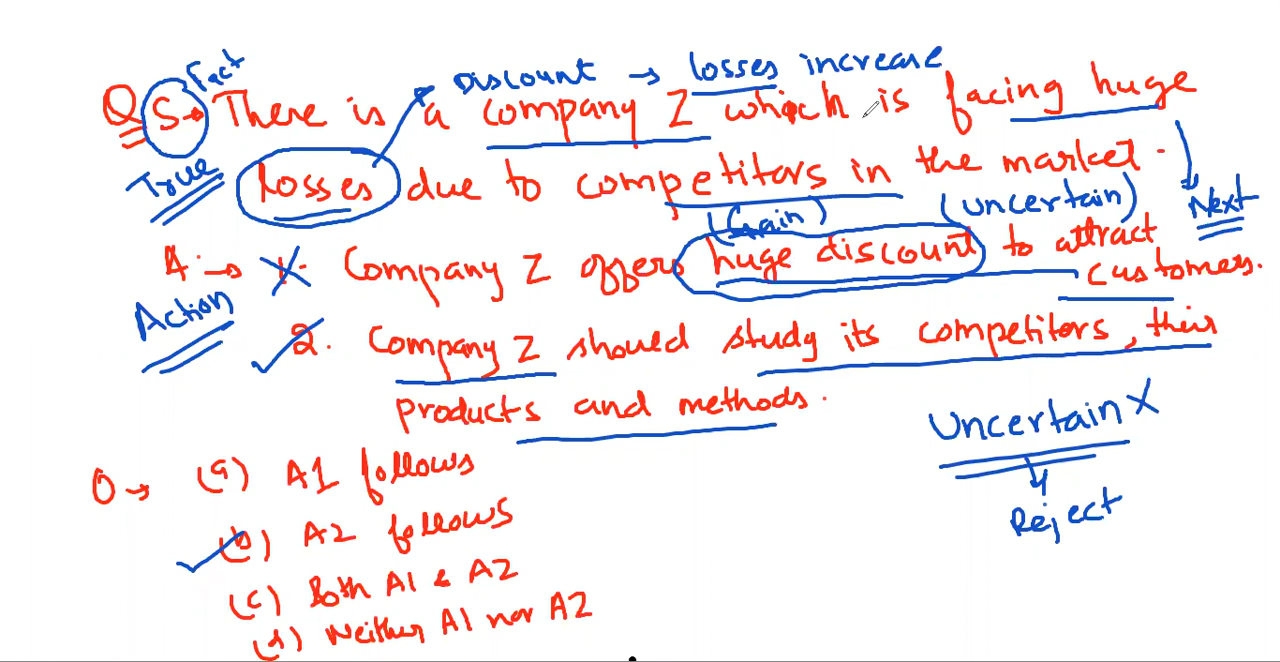 Fact
Discount → losses increase
Q S→ There is a company Z which is facing huge
losses due to competitors in the market.
True
(Gain) (uncertain) Next
A → 1. Company Z offers huge discount to attract
customers.
Action
2. Company Z should study its competitors, their
products and methods.
Uncertain X
Reject
O → (a) A1 follows
(b) A2 follows
(c) Both A1 & A2
(d) Neither A1 nor A2